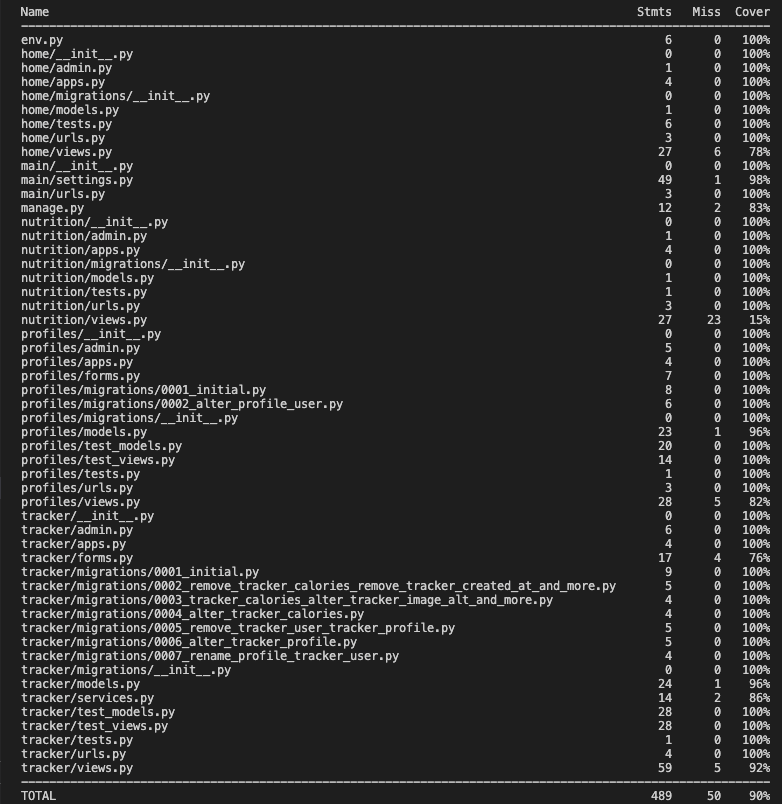 Name Stmts Miss Cover
env.py 6 0 100%
home/__init__.py 0 0 100%
home/admin.py 1 0 100%
home/apps.py 4 0 100%
home/migrations/__init__.py 0 0 100%
home/models.py 1 0 100%
home/tests.py 6 0 100%
home/urls.py 3 0 100%
home/views.py 27 6 78%
main/__init__.py 0 0 100%
main/settings.py 49 1 98%
main/urls.py 3 0 100%
manage.py 12 2 83%
nutrition/__init__.py 0 0 100%
nutrition/admin.py 1 0 100%
nutrition/apps.py 4 0 100%
nutrition/migrations/__init__.py 0 0 100%
nutrition/models.py 1 0 100%
nutrition/tests.py 1 0 100%
nutrition/urls.py 3 0 100%
nutrition/views.py 27 23 15%
profiles/__init__.py 0 0 100%
profiles/admin.py 5 0 100%
profiles/apps.py 4 0 100%
profiles/forms.py 7 0 100%
profiles/migrations/0001_initial.py 8 0 100%
profiles/migrations/0002_alter_profile_user.py 6 0 100%
profiles/migrations/__init__.py 0 0 100%
profiles/models.py 23 1 96%
profiles/test_models.py 20 0 100%
profiles/test_views.py 14 0 100%
profiles/tests.py 1 0 100%
profiles/urls.py 3 0 100%
profiles/views.py 28 5 82%
tracker/__init__.py 0 0 100%
tracker/admin.py 6 0 100%
tracker/apps.py 4 0 100%
tracker/forms.py 17 4 76%
tracker/migrations/0001_initial.py 9 0 100%
tracker/migrations/0002_remove_tracker_calories_remove_tracker_created_at_and_more.py 5 0 100%
tracker/migrations/0003_tracker_calories_alter_tracker_image_alt_and_more.py 4 0 100%
tracker/migrations/0004_alter_tracker_calories.py 4 0 100%
tracker/migrations/0005_remove_tracker_user_tracker_profile.py 5 0 100%
tracker/migrations/0006_alter_tracker_profile.py 5 0 100%
tracker/migrations/0007_rename_profile_tracker_user.py 4 0 100%
tracker/migrations/__init__.py 0 0 100%
tracker/models.py 24 1 96%
tracker/services.py 14 2 86%
tracker/test_models.py 28 0 100%
tracker/test_views.py 28 0 100%
tracker/tests.py 1 0 100%
tracker/urls.py 4 0 100%
tracker/views.py 59 5 92%
TOTAL 489 50 90%